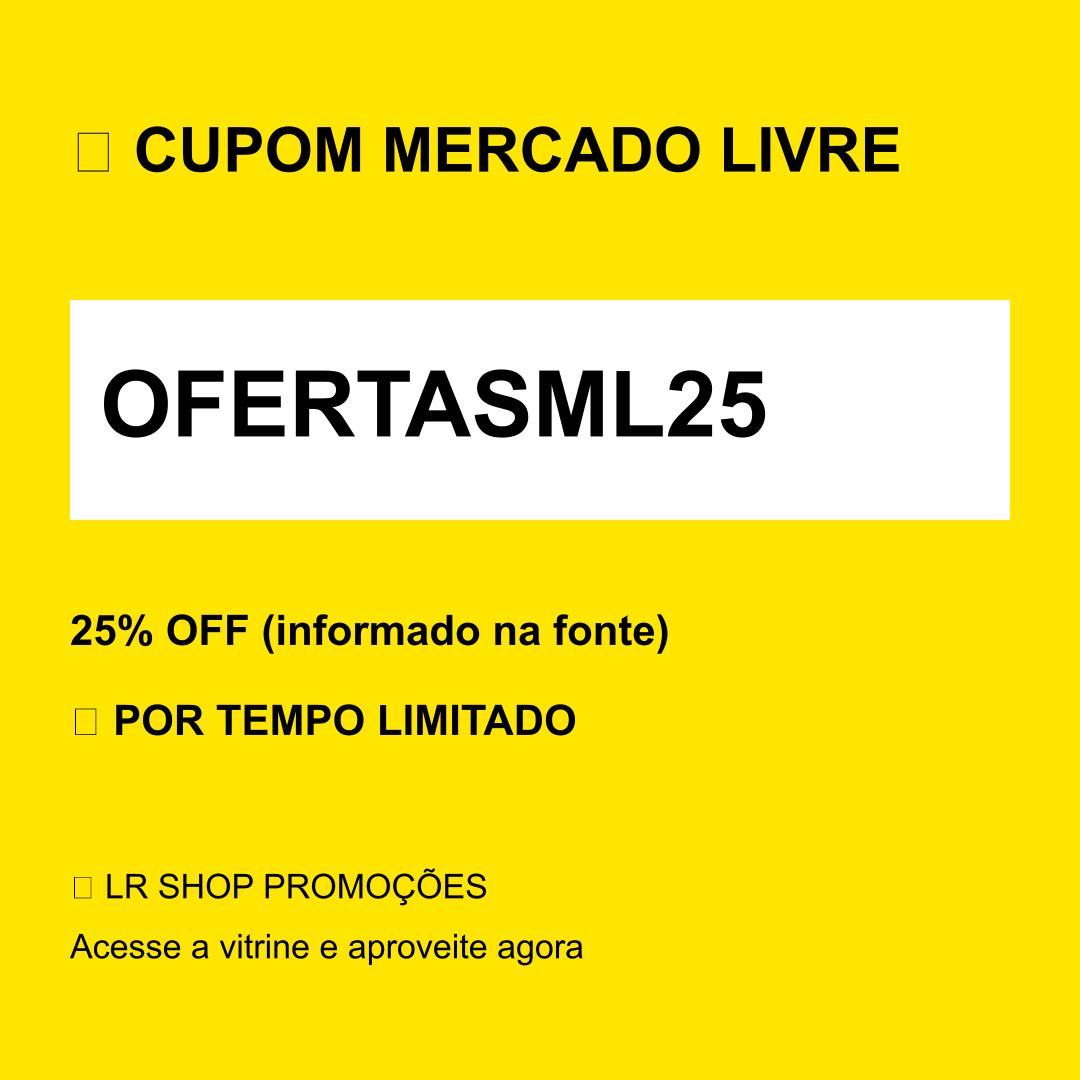 □ CUPOM MERCADO LIVRE
OFERTASML25
25% OFF (informado na fonte)
□ POR TEMPO LIMITADO
□ LR SHOP PROMOÇÕES
Acesse a vitrine e aproveite agora